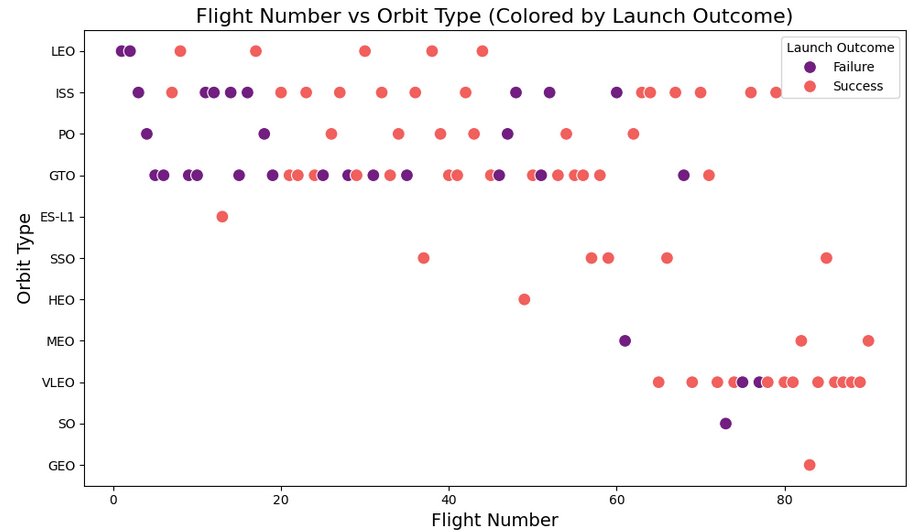 Flight Number vs Orbit Type (Colored by Launch Outcome)
Launch Outcome
Failure
Success
Orbit Type
LEO
ISS
PO
GTO
ES-L1
SSO
HEO
MEO
VLEO
SO
GEO
0 20 40 60 80
Flight Number